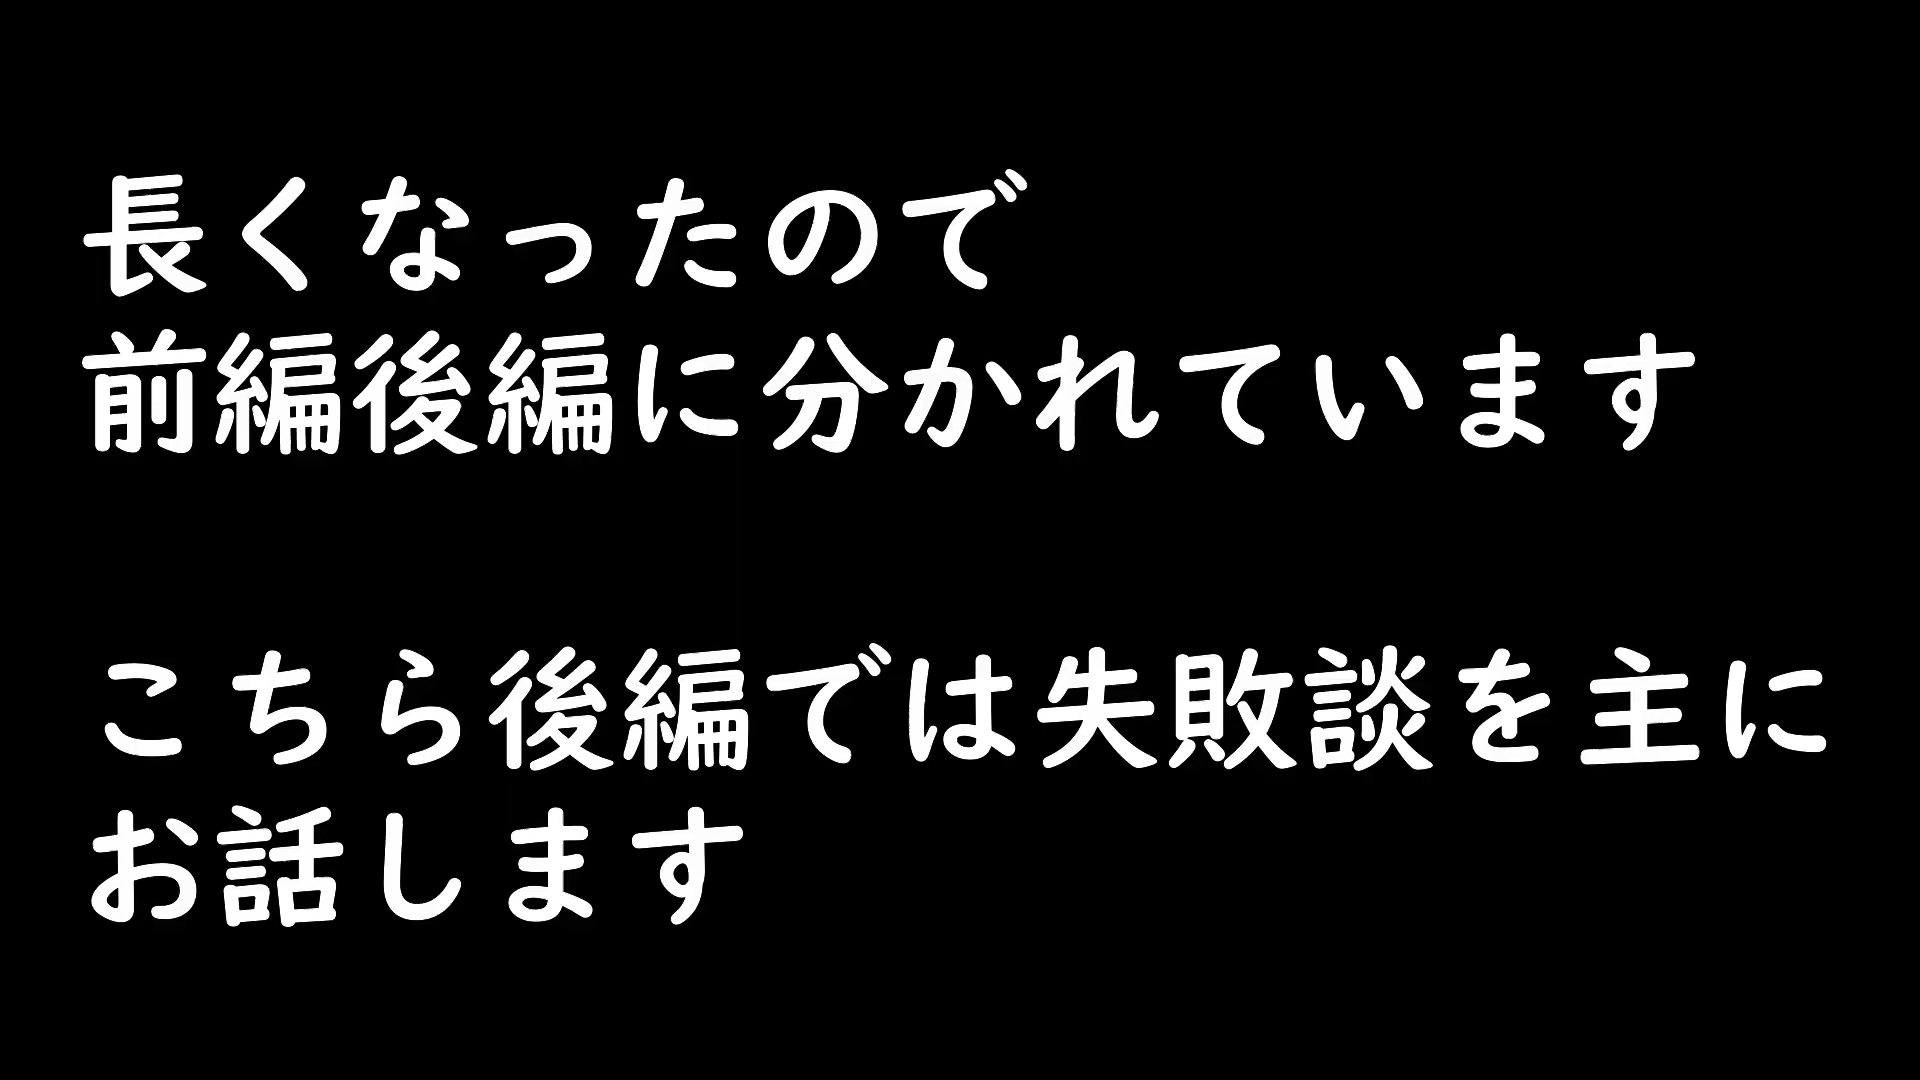 長くなったので
前編後編に分かれています
こちら後編では失敗談を主に
お話します